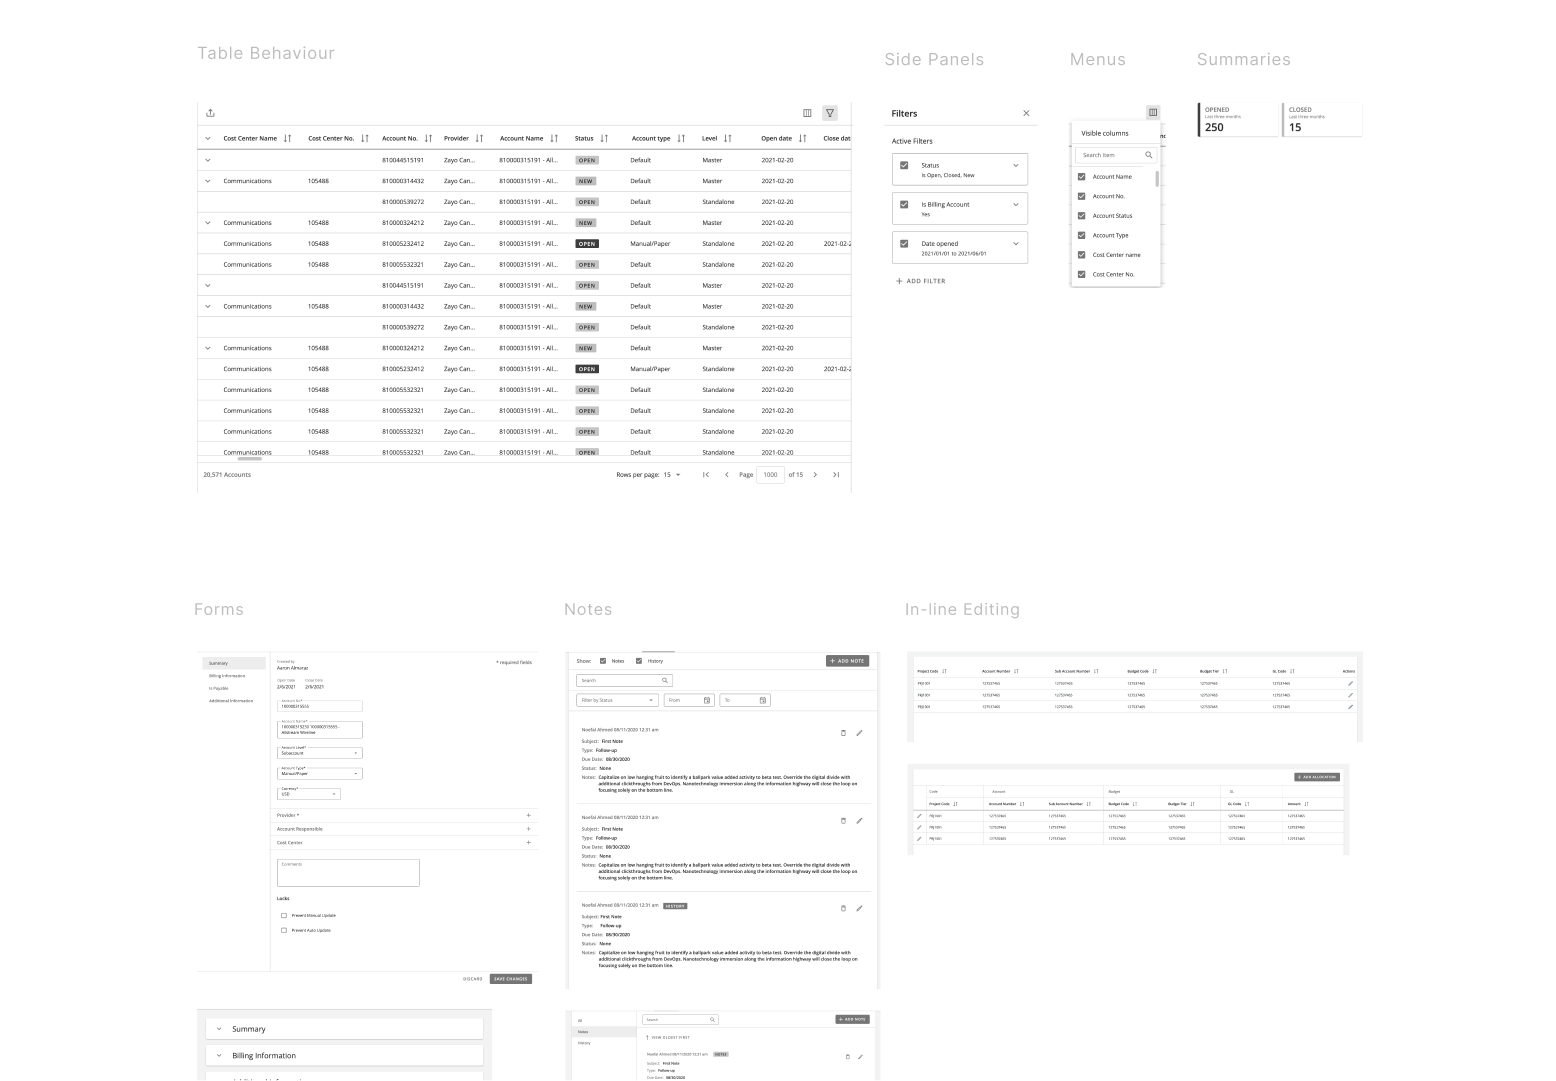 Table Behaviour
Side Panels
Menus
Summaries
Cost Center Name Cost Center No. Account No. Provider Account Name Status Account type Level Open date Close dat
810044515191 Zayo Can... 810000315191 - All... OPEN Default Master 2021-02-20
Communications 105488 810000314432 Zayo Can... 810000315191 - All... NEW Default Master 2021-02-20
810000539272 Zayo Can... 810000315191 - All... OPEN Default Standalone 2021-02-20
Communications 105488 810000324212 Zayo Can... 810000315191 - All... NEW Default Master 2021-02-20
Communications 105488 810005232412 Zayo Can... 810000315191 - All... OPEN Manual/Paper Standalone 2021-02-20 2021-02-2
Communications 105488 810005532321 Zayo Can... 810000315191 - All... OPEN Default Standalone 2021-02-20
810044515191 Zayo Can... 810000315191 - All... OPEN Default Master 2021-02-20
Communications 105488 810000314432 Zayo Can... 810000315191 - All... NEW Default Master 2021-02-20
810000539272 Zayo Can... 810000315191 - All... OPEN Default Standalone 2021-02-20
Communications 105488 810000324212 Zayo Can... 810000315191 - All... NEW Default Master 2021-02-20
Communications 105488 810005232412 Zayo Can... 810000315191 - All... OPEN Manual/Paper Standalone 2021-02-20 2021-02-2
Communications 105488 810005532321 Zayo Can... 810000315191 - All... OPEN Default Standalone 2021-02-20
Communications 105488 810005532321 Zayo Can... 810000315191 - All... OPEN Default Standalone 2021-02-20
Communications 105488 810005532321 Zayo Can... 810000315191 - All... OPEN Default Standalone 2021-02-20
Communications 105488 810005532321 Zayo Can... 810000315191 - All... OPEN Default Standalone 2021-02-20
20,571 Accounts Rows per page: 15 Page 1000 of 15
Filters
Active Filters
Status
is Open, Closed, New
Is Billing Account
Yes
Date opened
2021/01/01 to 2021/06/01
ADD FILTER
Visible columns
Search Item
Account Name
Account No.
Account Status
Account Type
Cost Center name
Cost Center No.
OPENED
Last three months
250
CLOSED
Last three months
15
Forms
Notes
In-line Editing
Summary
Billing Information
Is Payable
Additional Information
Created by
Aaron Almaraz
* required fields
Open Date Close Date
2/6/2021 2/8/2021
Account No*
100000315555
Account Name*
100000315230 100000315555 -
Allstream Wireline
Account Level*
Subaccount
Account Type*
Manual/Paper
Currency*
USD
Provider *
Account Responsible
Cost Center
Comments
Locks
Prevent Manual Update
Prevent Auto Update
DISCARD SAVE CHANGES
Summary
Billing Information
Show: Notes History ADD NOTE
Search
Filter by Status From To
Noefal Ahmed 08/11/2020 12:31 am
Subject: First Note
Type: Follow-up
Due Date: 08/30/2020
Status: None
Notes: Capitalize on low hanging fruit to identify a ballpark value added activity to beta test. Override the digital divide with
additional clickthroughs from DevOps. Nanotechnology immersion along the information highway will close the loop on
focusing solely on the bottom line.
Noefal Ahmed 08/11/2020 12:31 am
Subject: First Note
Type: Follow-up
Due Date: 08/30/2020
Status: None
Notes: Capitalize on low hanging fruit to identify a ballpark value added activity to beta test. Override the digital divide with
additional clickthroughs from DevOps. Nanotechnology immersion along the information highway will close the loop on
focusing solely on the bottom line.
Noefal Ahmed 08/11/2020 12:31 am HISTORY
Subject: First Note
Type: Follow-up
Due Date: 08/30/2020
Status: None
Notes: Capitalize on low hanging fruit to identify a ballpark value added activity to beta test. Override the digital divide with
additional clickthroughs from DevOps. Nanotechnology immersion along the information highway will close the loop on
focusing solely on the bottom line.
All
Notes
History
Search ADD NOTE
VIEW OLDEST FIRST
Noefal Ahmed 08/11/2020 12:31 am NOTES
Subject: First Note
Type: Follow-up
Due Date: 08/30/2020
Project Code Account Number Sub Account Number Budget Code Budget Tier GL Code Actions
PRJ1001 127537465 127537465 127537465 127537465 127537465
PRJ1001 127537465 127537465 127537465 127537465 127537465
PRJ1001 127537465 127537465 127537465 127537465 127537465
ADD ALLOCATION
Code Account Budget GL
Project Code Account Number Sub Account Number Budget Code Budget Tier GL Code Amount
PRJ1001 127537465 127537465 127537465 127537465 127537465 127537465
PRJ1001 127537465 127537465 127537465 127537465 127537465 127537465
PRJ1001 127537465 127537465 127537465 127537465 127537465 127537465